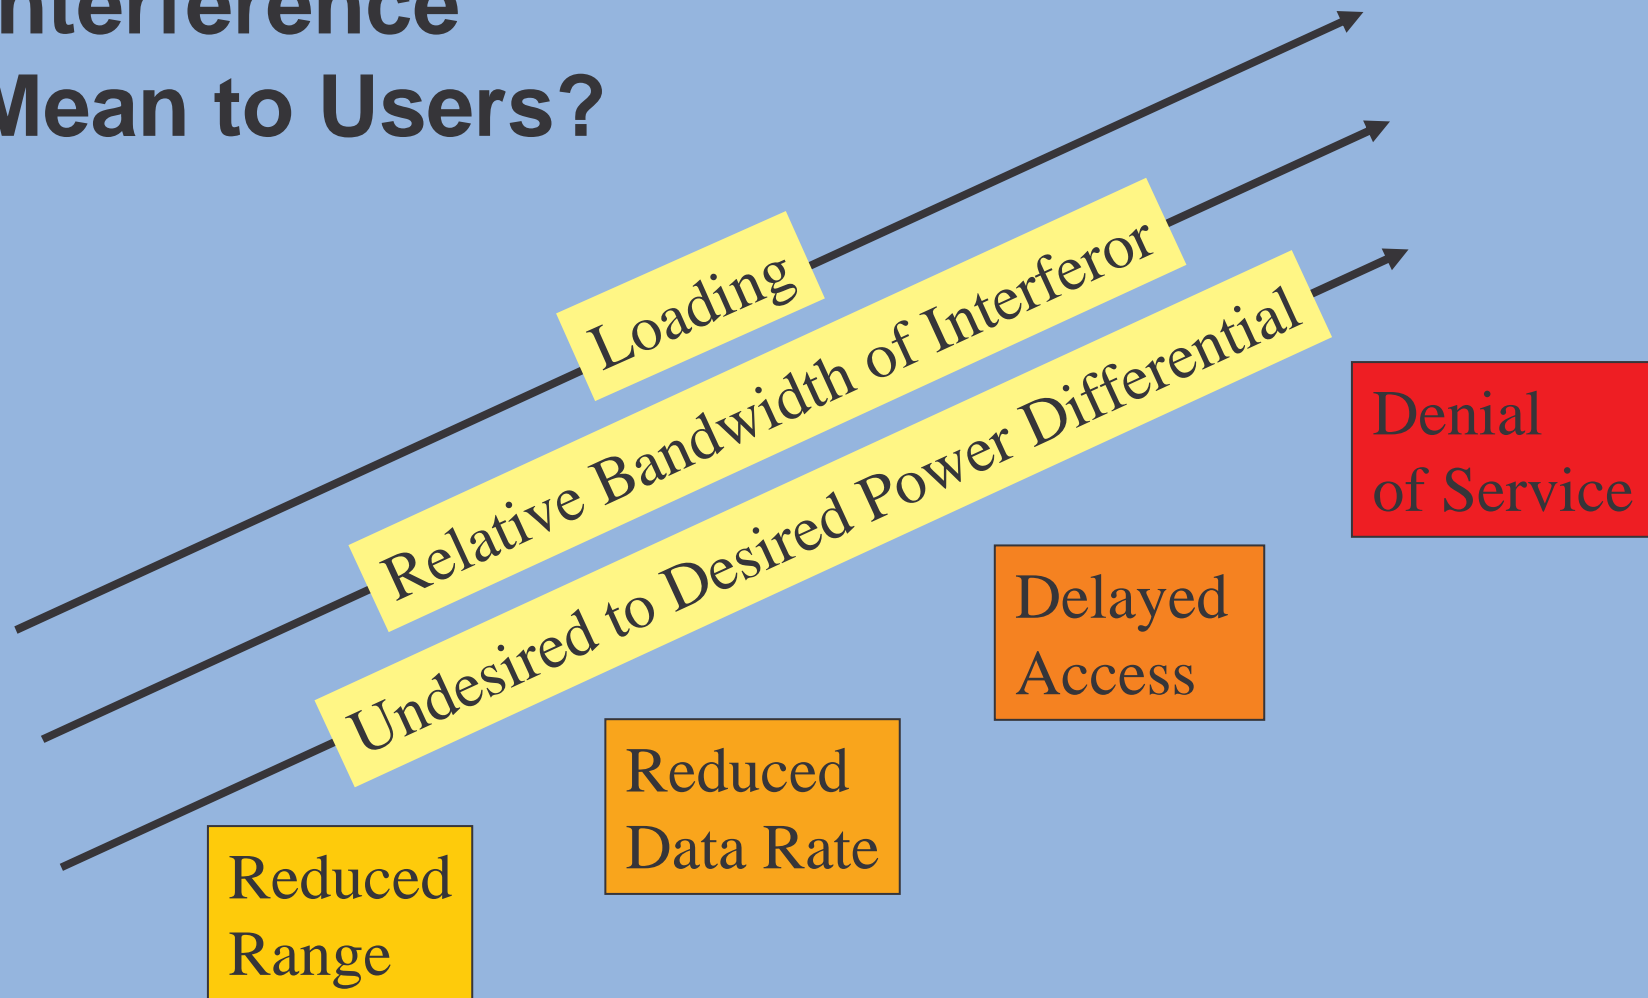 nterference
Mean to Users?
Loading
Relative Bandwidth of Interferor
Undesired to Desired Power Differential
Denial
of Service
Delayed
Access
Reduced
Data Rate
Reduced
Range